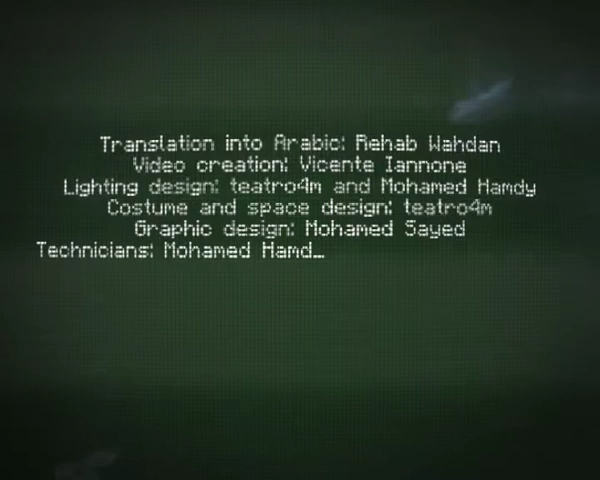 Translation into Arabic: Rehab Wahdan
Video creation: Vicente Iannone
Lighting design: teatro4m and Mohamed Hamdy
Costume and space design: teatro4m
Graphic design: Mohamed Sayed
Technicians: Mohamed Hamd…